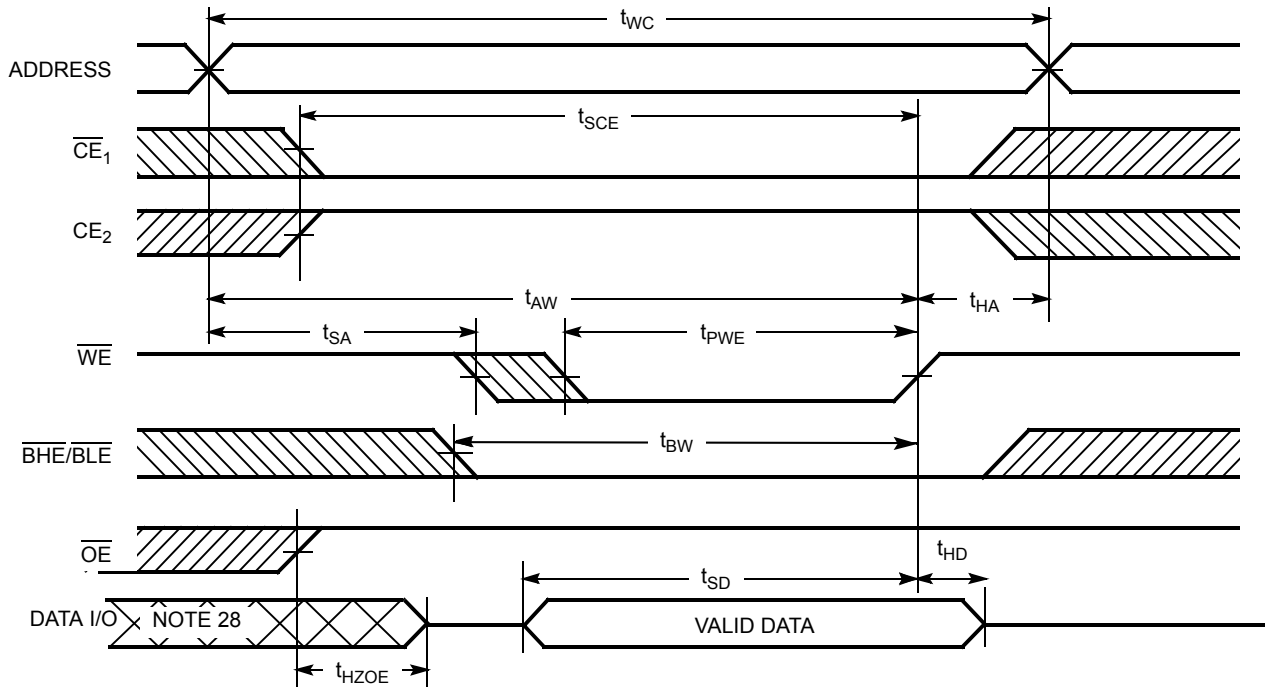 tWC
ADDRESS
tSCE
CE1
CE2
tAW
tHA
tSA
tPWE
WE
tBW
BHE/BLE
OE
tHD
tSD
DATA I/O
NOTE 28
VALID DATA
tHZOE